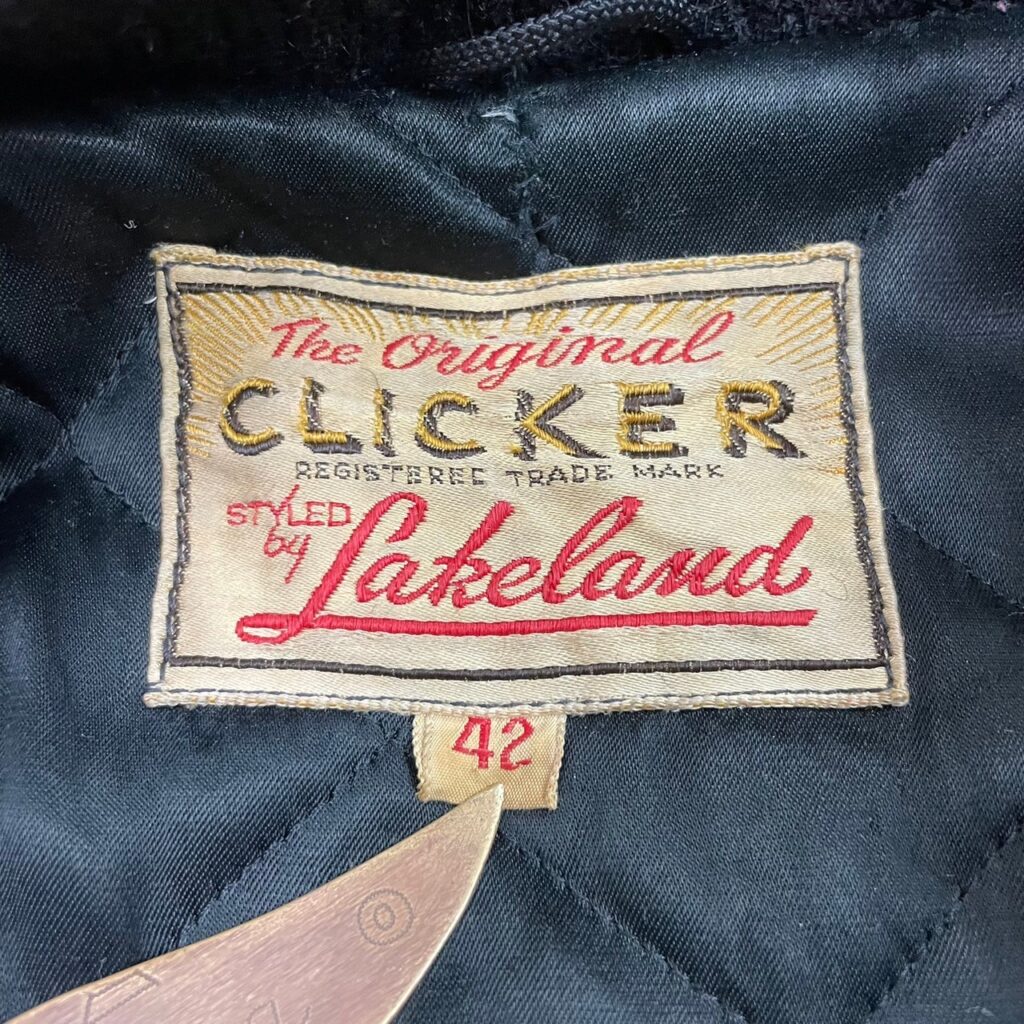 The Original
CLICKER
REGISTERED TRADE MARK
STYLED
by Lakeland
42